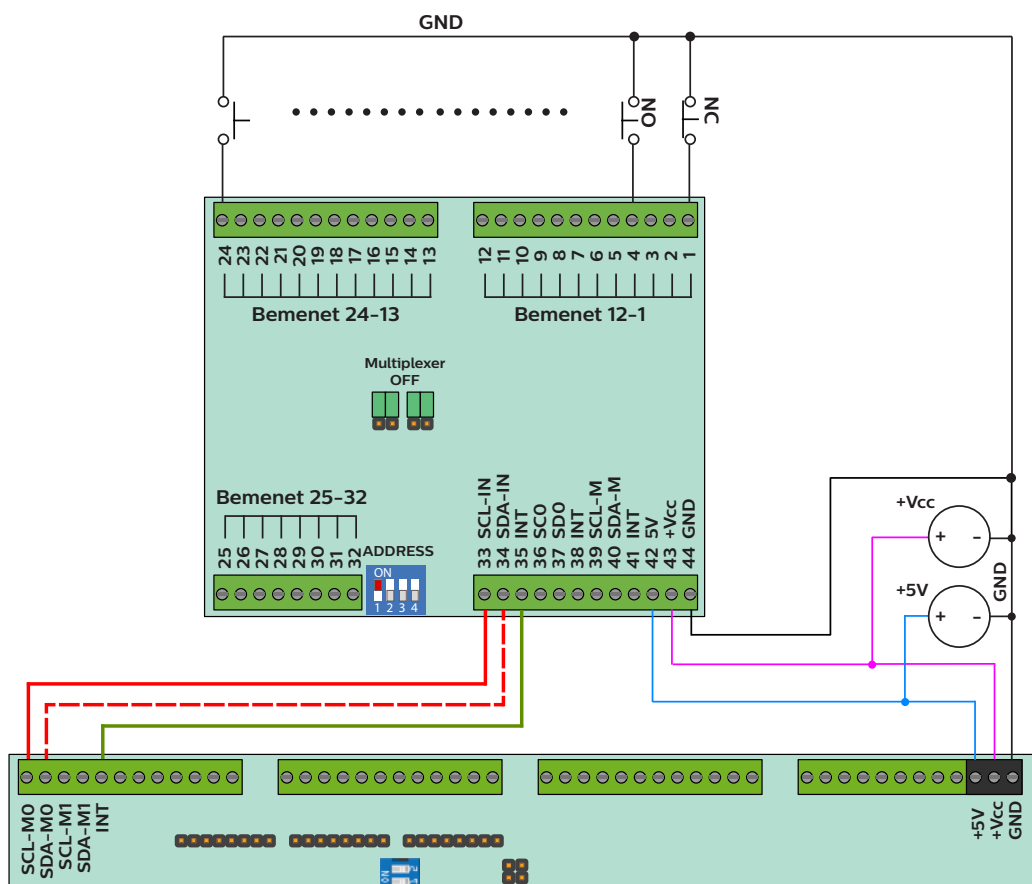 GND
NO
NC
24 23 22 21 20 19 18 17 16 15 14 13
12 11 10 9 8 7 6 5 4 3 2 1
Bemenet 24-13
Bemenet 12-1
Multiplexer
OFF
Bemenet 25-32
25 26 27 28 29 30 31 32
ADDRESS
ON
1 2 3 4
33 SCL-IN
34 SDA-IN
35 INT
36 SC0
37 SD0
38 INT
39 SCL-M
40 SDA-M
41 INT
42 5V
43 +Vcc
44 GND
+Vcc
+ -
GND
+5V
+ -
SCL-M0
SDA-M0
SCL-M1
SDA-M1
INT
+5V
+Vcc
GND
ON